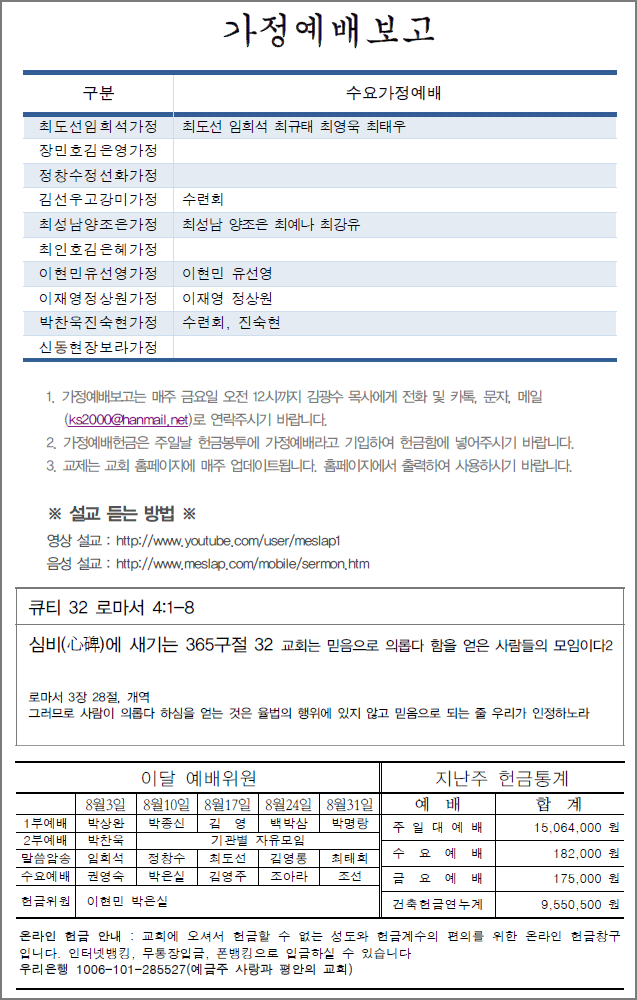 가정예배보고
구분 수요가정예배
최도선임희석가정 최도선 임희석 최규태 최영욱 최태우
장민호김은영가정
정창수정선화가정
김선우고강미가정 수련회
최성남양조은가정 최성남 양조은 최예나 최강유
최인호김은혜가정
이현민유선영가정 이현민 유선영
이재영정상원가정 이재영 정상원
박찬욱진숙현가정 수련회, 진숙현
신동현장보라가정
1. 가정예배보고는 매주 금요일 오전 12시까지 김광수 목사에게 전화 및 카톡, 문자, 메일
(ks2000@hanmail.net)로 연락주시기 바랍니다.
2. 가정예배헌금은 주일날 헌금봉투에 가정예배라고 기입하여 헌금함에 넣어주시기 바랍니다.
3. 교제는 교회 홈페이지에 매주 업데이트됩니다. 홈페이지에서 출력하여 사용하시기 바랍니다.
※ 설교 듣는 방법 ※
영상 설교 : http://www.youtube.com/user/meslap1
음성 설교 : http://www.meslap.com/mobile/sermon.htm
큐티 32 로마서 4:1-8
심비(心碑)에 새기는 365구절 32 교회는 믿음으로 의롭다 함을 얻은 사람들의 모임이다2
로마서 3장 28절, 개역
그러므로 사람이 의롭다 하심을 얻는 것은 율법의 행위에 있지 않고 믿음으로 되는 줄 우리가 인정하노라
이달 예배위원
8월3일 8월10일 8월17일 8월24일 8월31일
1부예배 박상완 박종신 김 영 백박삼 박명랑
2부예배 박찬욱 기관별 자유모임
말씀암송 임희석 정창수 최도선 김영롱 최태희
수요예배 권영숙 박은실 김영주 조아라 조선
헌금위원 이현민 박은실
지난주 헌금통계
예 배 합 계
주 일 대 예 배 15,064,000 원
수 요 예 배 182,000 원
금 요 예 배 175,000 원
건축헌금연누계 9,550,500 원
온라인 헌금 안내 : 교회에 오셔서 헌금할 수 없는 성도와 헌금계수의 편의를 위한 온라인 헌금창구
입니다. 인터넷뱅킹, 무통장입금, 폰뱅킹으로 입금하실 수 있습니다
우리은행 1006-101-285527(예금주 사랑과 평안의 교회)